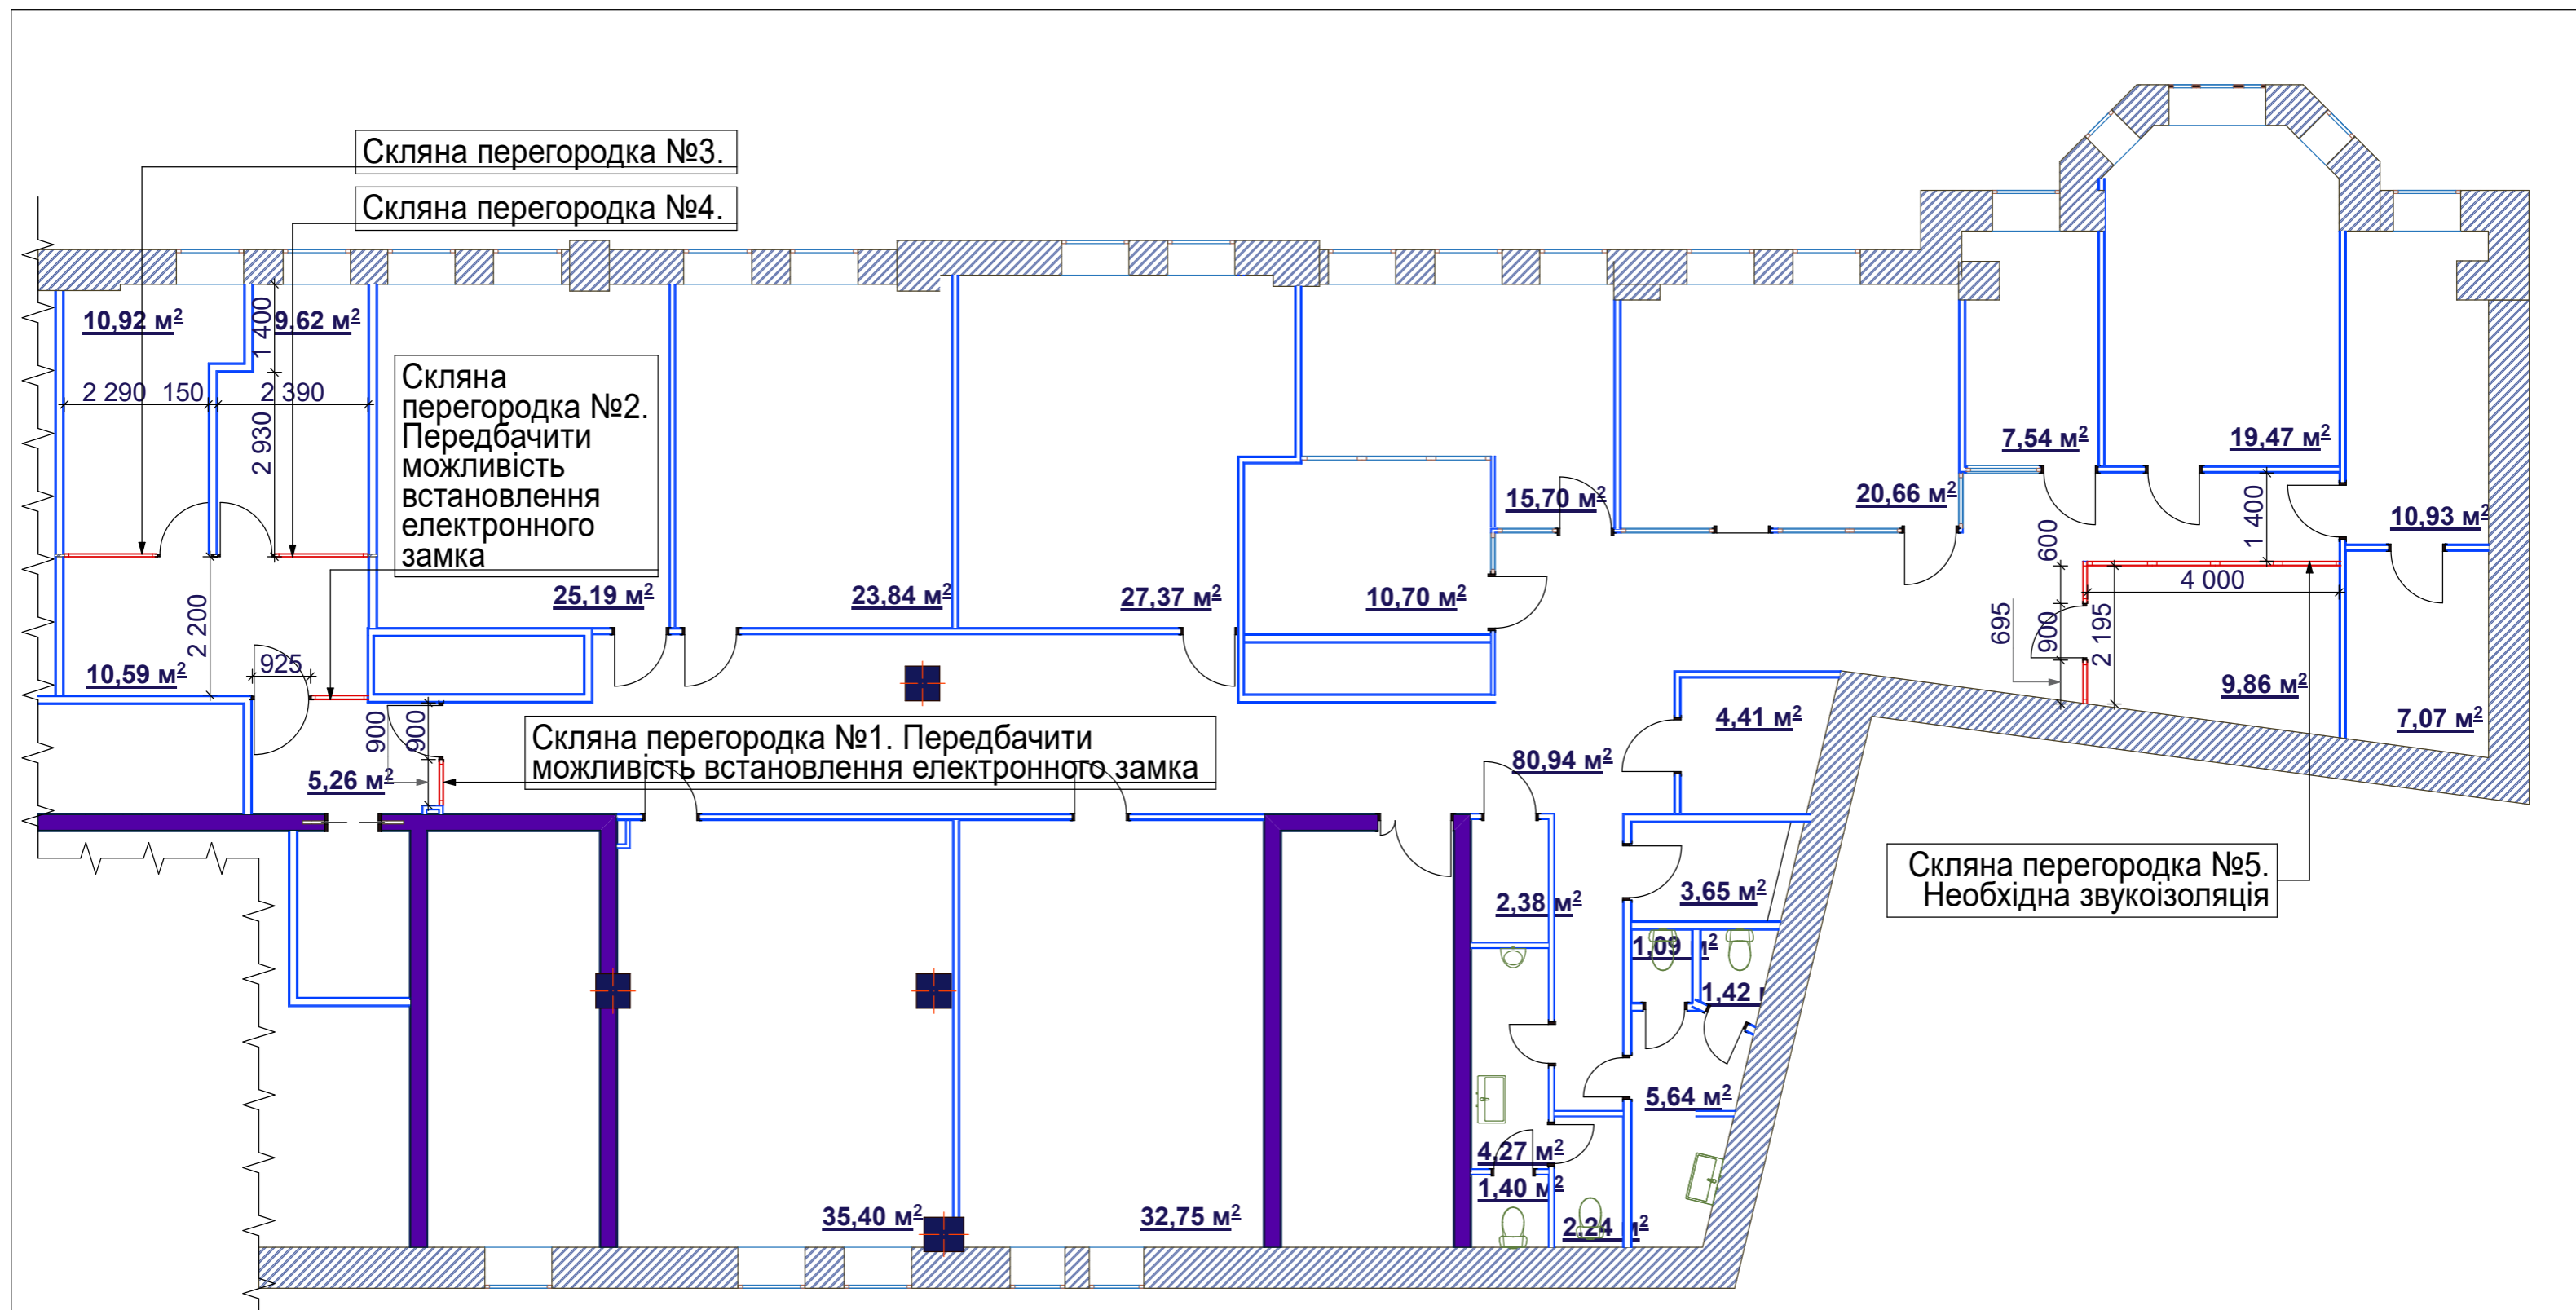 Скляна перегородка №3.
Скляна перегородка №4.
10,92 м²
9,62 м²
1 400
2 290
150
2 390
2 930
Скляна
перегородка №2.
Передбачити
можливість
встановлення
електронного
замка
7,54 м²
19,47 м²
15,70 м²
20,66 м²
1 400
10,93 м²
600
4 000
25,19 м²
23,84 м²
27,37 м²
10,70 м²
2 200
695
900
2 195
10,59 м²
925
9,86 м²
7,07 м²
4,41 м²
900
900
Скляна перегородка №1. Передбачити
можливість встановлення електронного замка
80,94 м²
5,26 м²
Скляна перегородка №5.
Необхідна звукоізоляція
2,38 м²
3,65 м²
1,09 м²
1,42 м
5,64 м²
4,27 м²
1,40 м²
35,40 м²
32,75 м²
2,24 м²